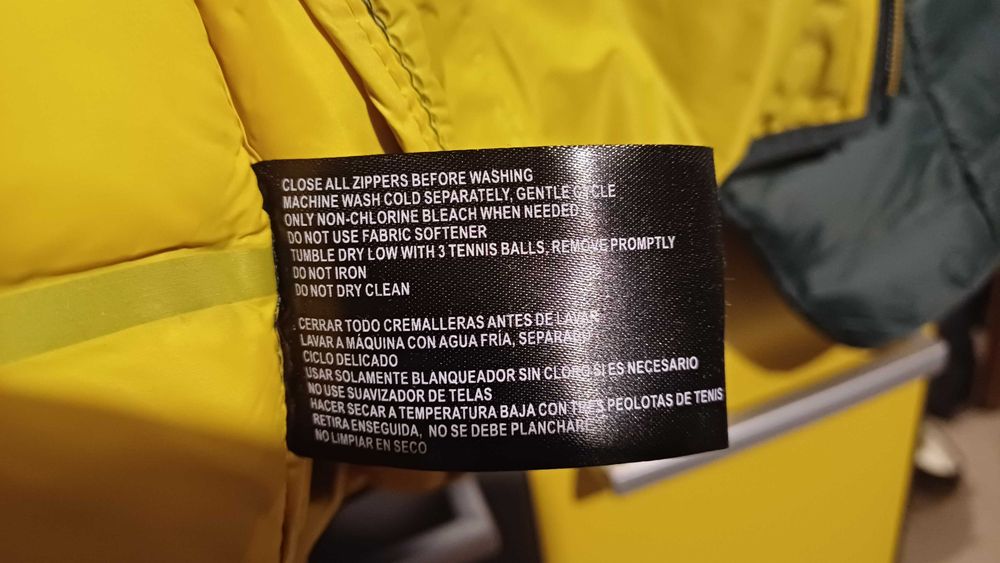 CLOSE ALL ZIPPERS BEFORE WASHING
MACHINE WASH COLD SEPARATELY, GENTLE CYCLE
ONLY NON-CHLORINE BLEACH WHEN NEEDED
DO NOT USE FABRIC SOFTENER
TUMBLE DRY LOW WITH 3 TENNIS BALLS, REMOVE PROMPTLY
DO NOT IRON
DO NOT DRY CLEAN
CERRAR TODO CREMALLERAS ANTES DE LAVAR
LAVAR A MÁQUINA CON AGUA FRÍA,
CICLO DELICADO
USAR SOLAMENTE BLANQUEADOR SIN CLORO SI ES NECESARIO
NO USE SUAVIZADOR DE TELAS
HACER SECAR A TEMPERATURA BAJA CON TRES PEOLOTAS DE TENIS
RETIRA ENSEGUIDA, NO SE DEBE PLANCHAR
NO LIMPIAR EN SECO